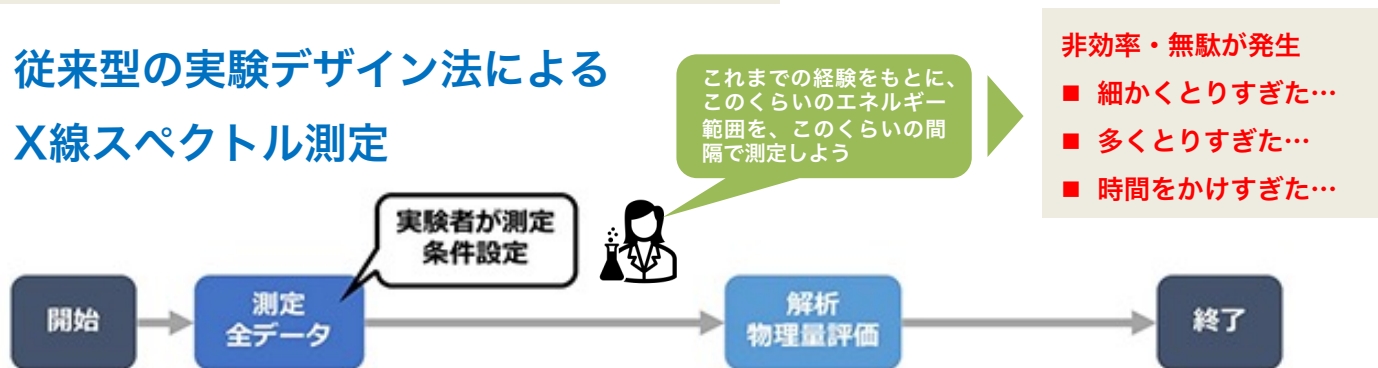 従来型の実験デザイン法による
X線スペクトル測定
これまでの経験をもとに、
このくらいのエネルギー
範囲を、このくらいの間
隔で測定しよう
非効率・無駄が発生
■ 細かくとりすぎた…
■ 多くとりすぎた…
■ 時間をかけすぎた…
実験者が測定
条件設定
開始
測定
全データ
解析
物理量評価
終了